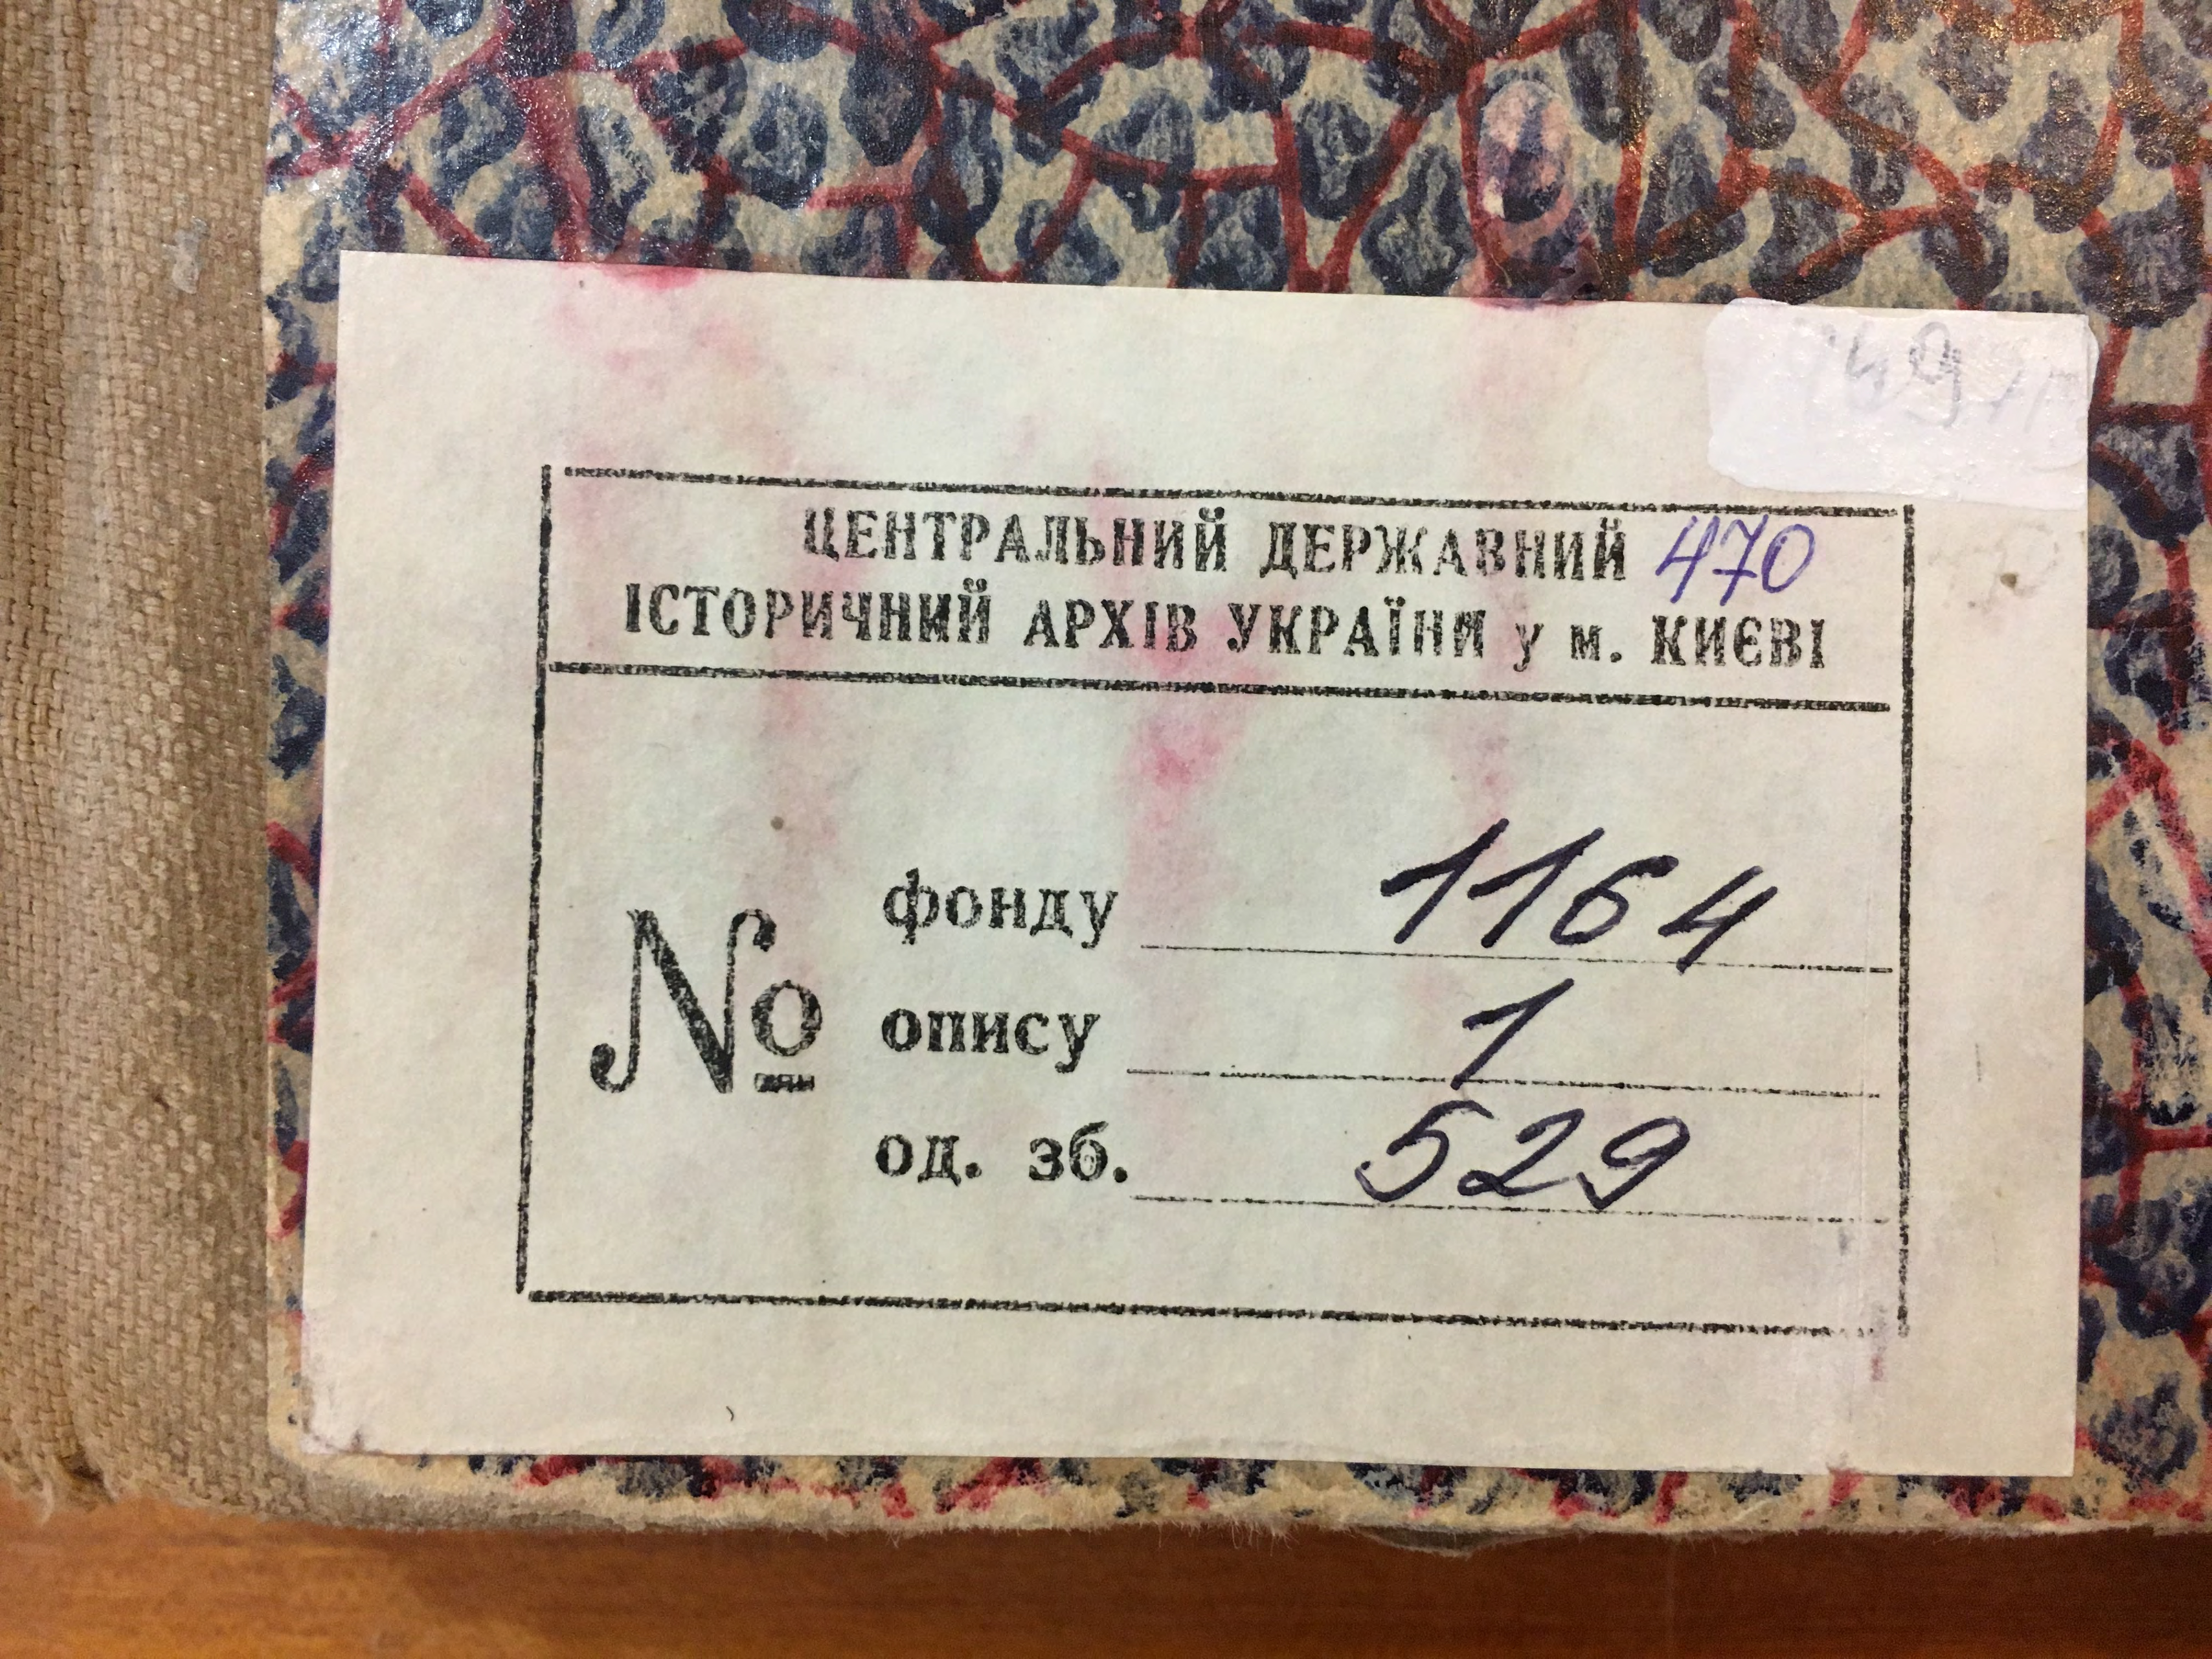 ЦЕНТРАЛЬНИЙ ДЕРЖАВНИЙ 470
ІСТОРИЧНИЙ АРХІВ УКРАЇНИ у м. КИЄВІ
№
фонду 1164
опису 1
од. зб. 529